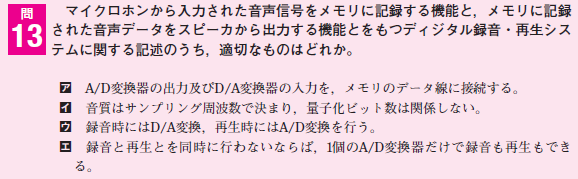 問
13
マイクロホンから入力された音声信号をメモリに記録する機能と，メモリに記録
された音声データをスピーカから出力する機能とをもつディジタル録音・再生シス
テムに関する記述のうち，適切なものはどれか。
ア A/D変換器の出力及びD/A変換器の入力を，メモリのデータ線に接続する。
イ 音質はサンプリング周波数で決まり，量子化ビット数は関係しない。
ウ 録音時にはD/A変換，再生時にはA/D変換を行う。
エ 録音と再生とを同時に行わないならば，1個のA/D変換器だけで録音も再生もでき
る。